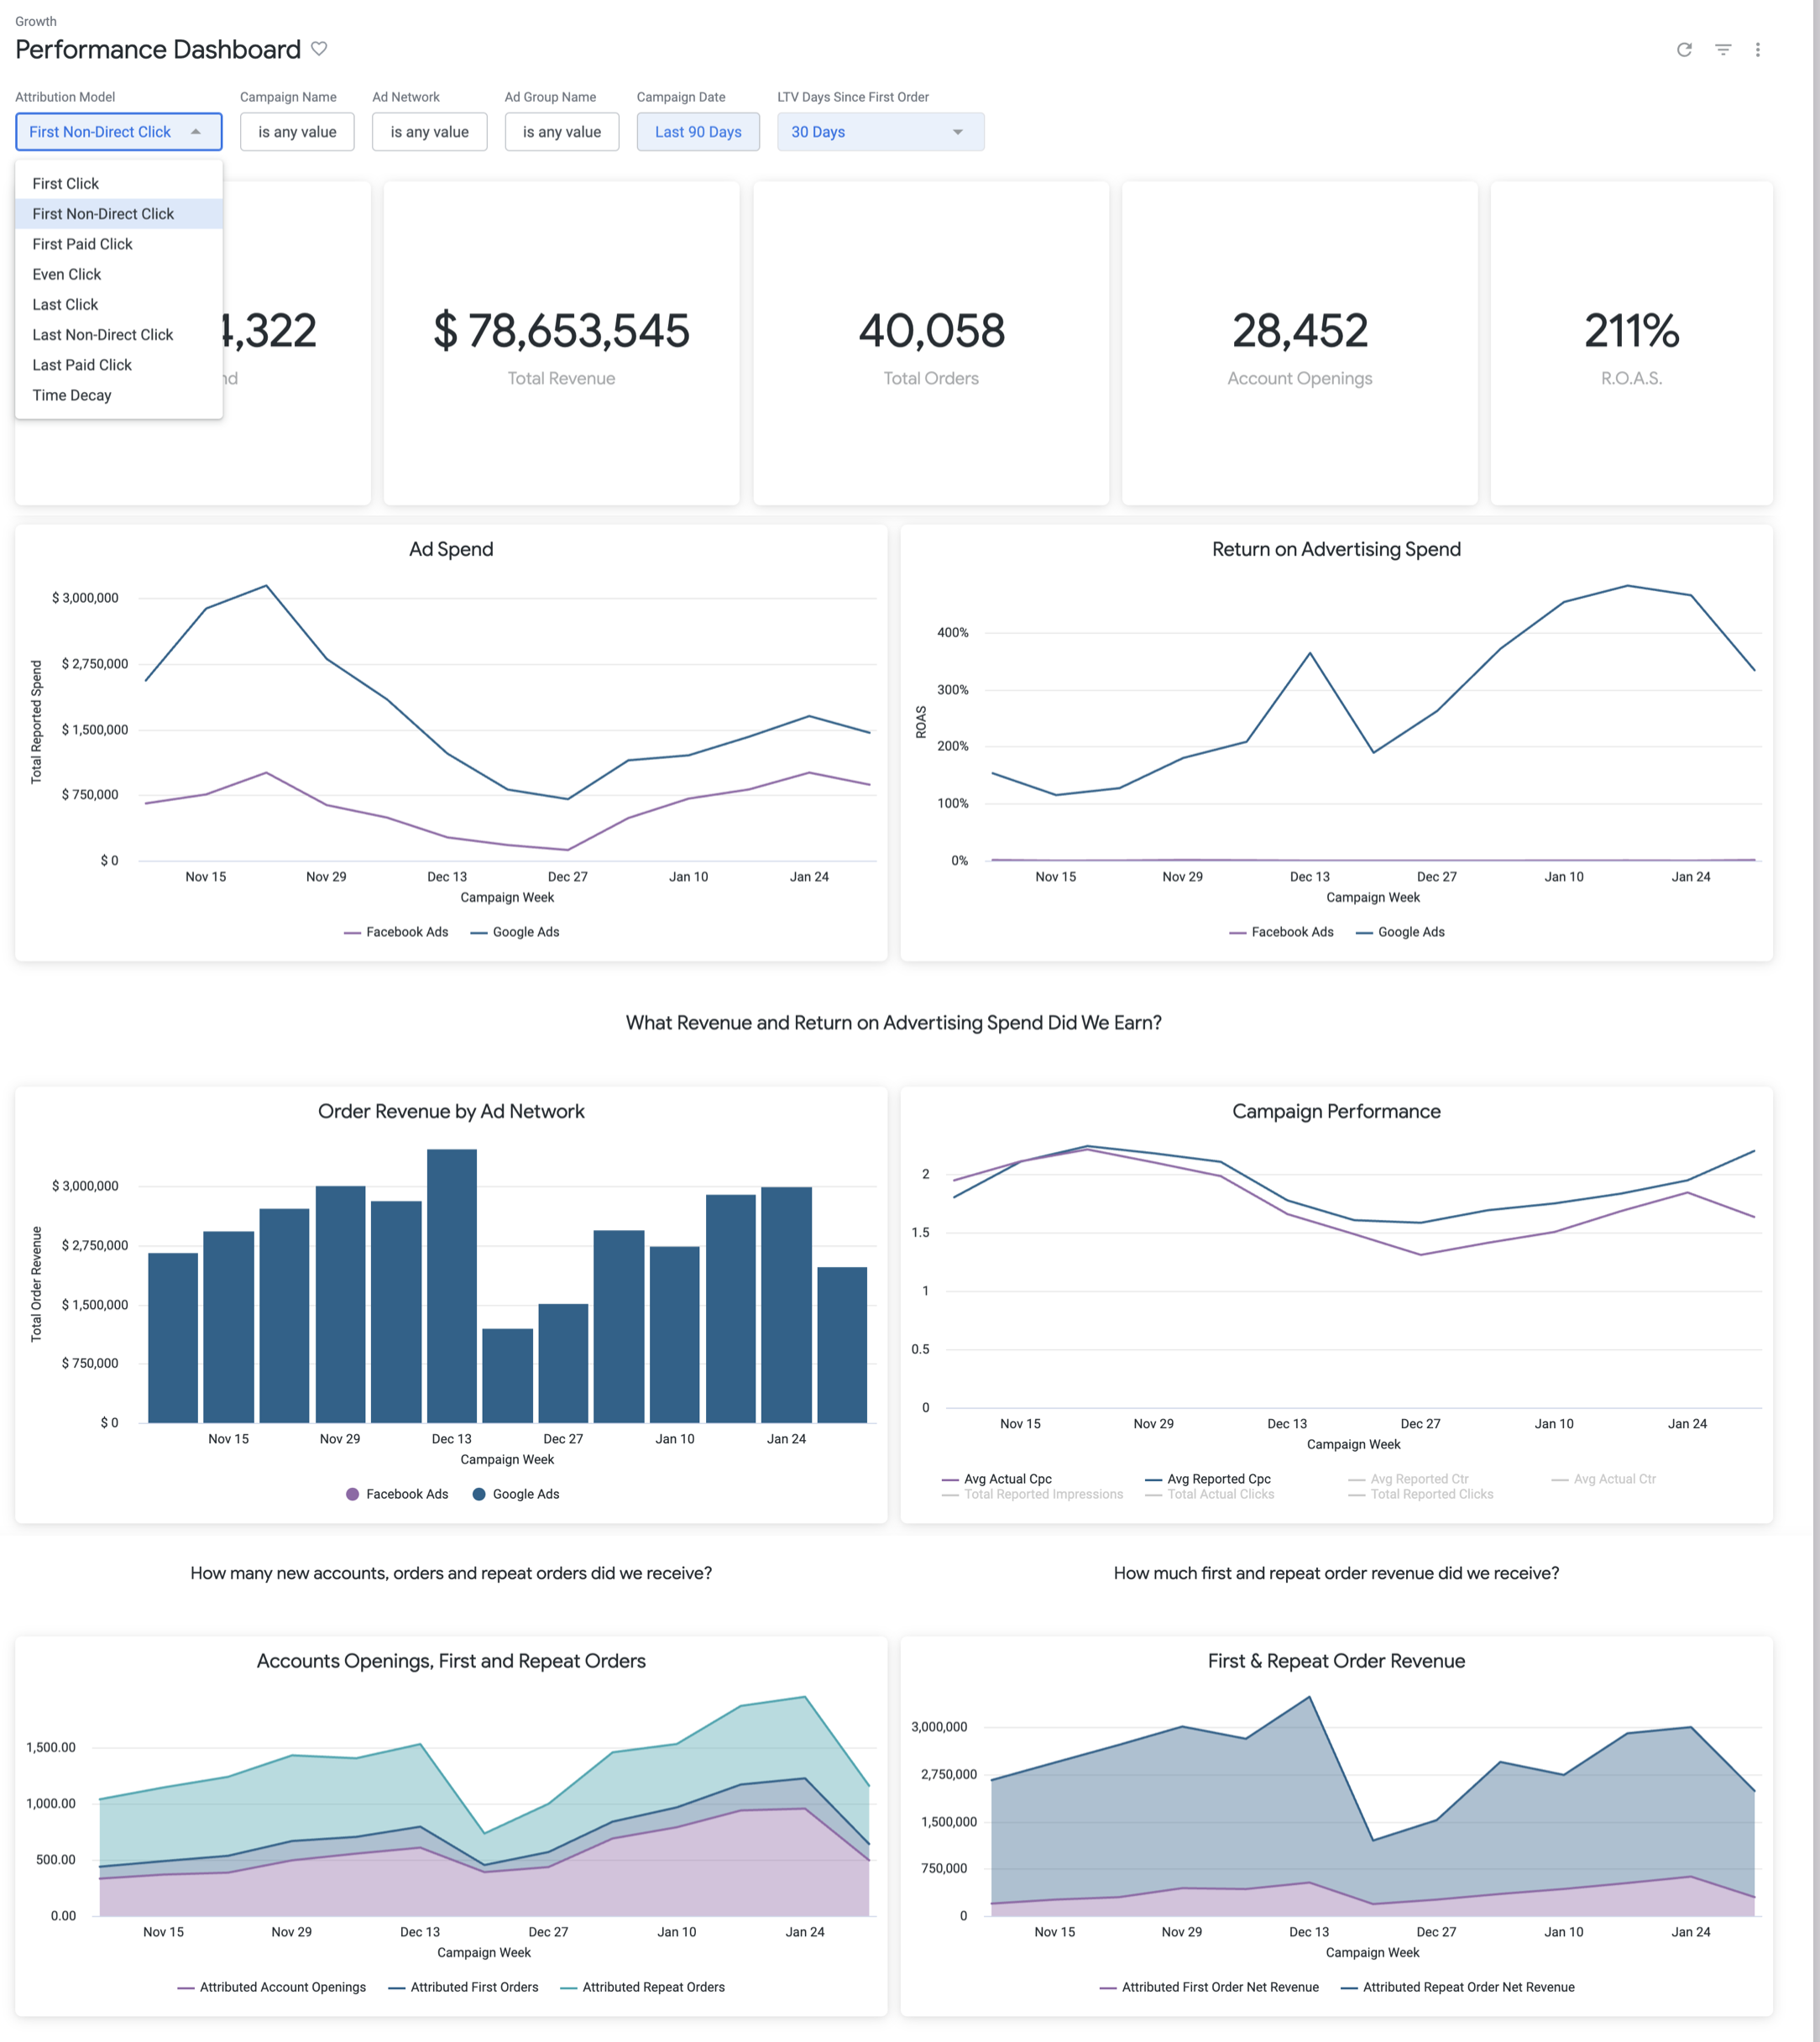 Growth
Performance Dashboard
Attribution Model
Campaign Name
Ad Network
Ad Group Name
Campaign Date
LTV Days Since First Order
First Non-Direct Click
is any value
is any value
is any value
Last 90 Days
30 Days
First Click
First Non-Direct Click
First Paid Click
Even Click
Last Click
Last Non-Direct Click
Last Paid Click
Time Decay
4,322
nd
$ 78,653,545
Total Revenue
40,058
Total Orders
28,452
Account Openings
211%
R.O.A.S.
Ad Spend
Total Reported Spend
$ 3,000,000
$ 2,750,000
$ 1,500,000
$ 750,000
$ 0
Nov 15 Nov 29 Dec 13 Dec 27 Jan 10 Jan 24
Campaign Week
Facebook Ads Google Ads
Return on Advertising Spend
ROAS
400%
300%
200%
100%
0%
Nov 15 Nov 29 Dec 13 Dec 27 Jan 10 Jan 24
Campaign Week
Facebook Ads Google Ads
What Revenue and Return on Advertising Spend Did We Earn?
Order Revenue by Ad Network
Total Order Revenue
$ 3,000,000
$ 2,750,000
$ 1,500,000
$ 750,000
$ 0
Nov 15 Nov 29 Dec 13 Dec 27 Jan 10 Jan 24
Campaign Week
Facebook Ads Google Ads
Campaign Performance
2
1.5
1
0.5
0
Nov 15 Nov 29 Dec 13 Dec 27 Jan 10 Jan 24
Campaign Week
Avg Actual Cpc Avg Reported Cpc Avg Reported Ctr Avg Actual Ctr
Total Reported Impressions Total Actual Clicks Total Reported Clicks
How many new accounts, orders and repeat orders did we receive?
How much first and repeat order revenue did we receive?
Accounts Openings, First and Repeat Orders
1,500.00
1,000.00
500.00
0.00
Nov 15 Nov 29 Dec 13 Dec 27 Jan 10 Jan 24
Campaign Week
Attributed Account Openings Attributed First Orders Attributed Repeat Orders
First & Repeat Order Revenue
3,000,000
2,750,000
1,500,000
750,000
0
Nov 15 Nov 29 Dec 13 Dec 27 Jan 10 Jan 24
Campaign Week
Attributed First Order Net Revenue Attributed Repeat Order Net Revenue